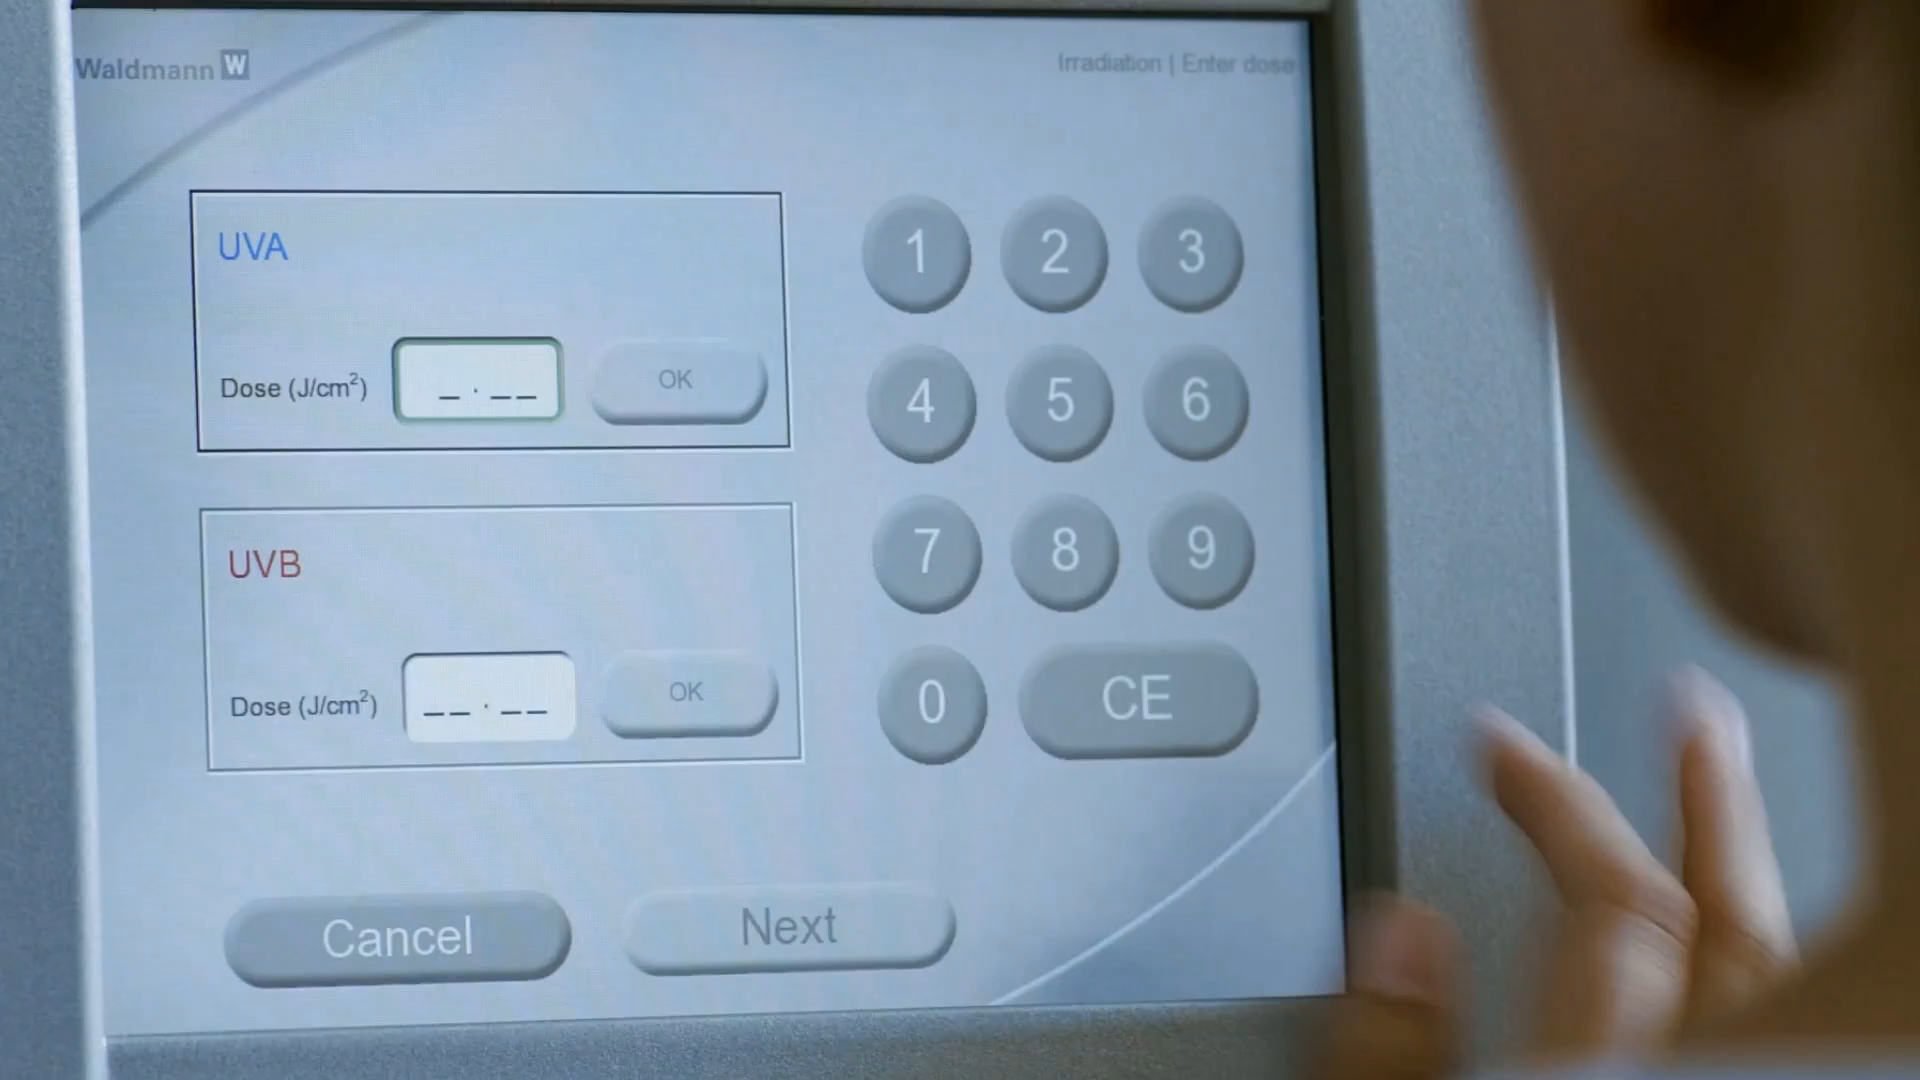 Waldmann W
Irradiation | Enter dose
UVA
Dose (J/cm²) _._ _ OK
UVB
Dose (J/cm²) _ _._ _ OK
1 2 3
4 5 6
7 8 9
0 CE
Cancel Next